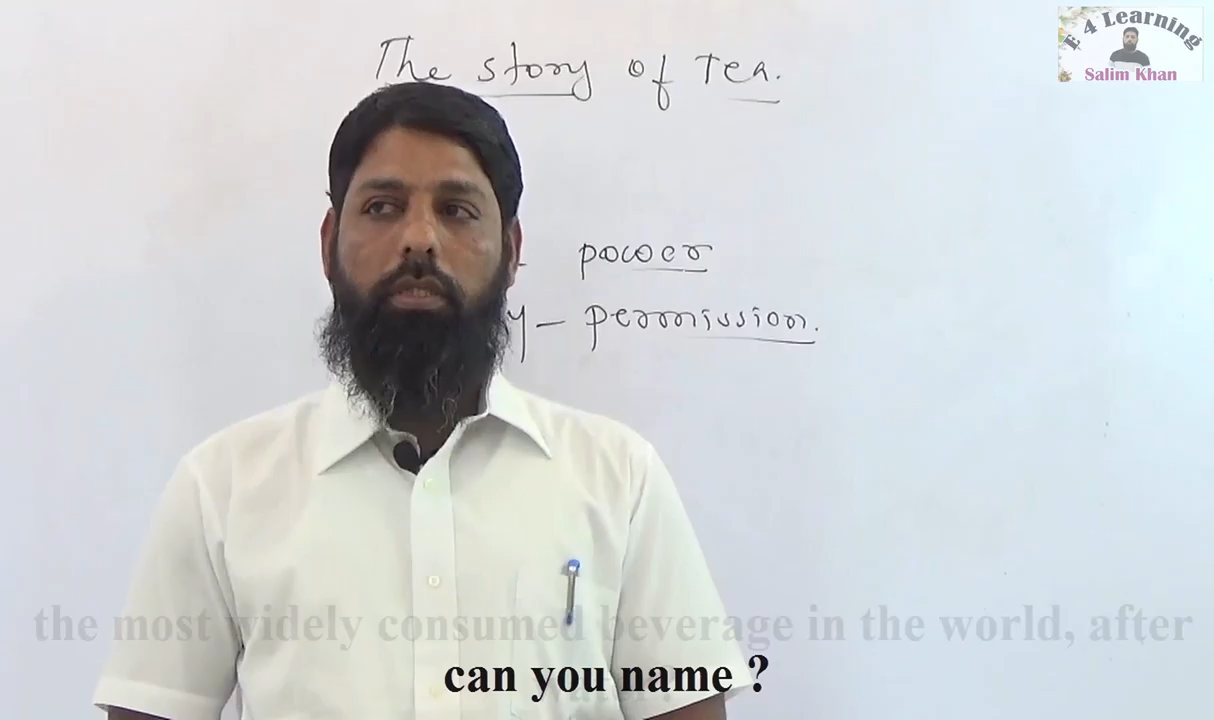 E 4 Learning
Salim Khan
The story of Tea.
- power
y - permission.
the most widely consumed beverage in the world, after
can you name ?